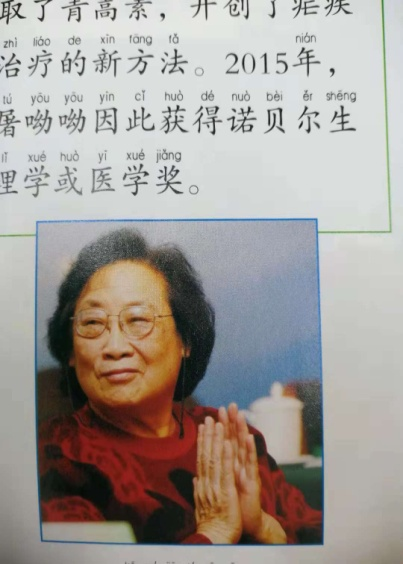 取了青高素，开创了疟疾
zhì liáo de xīn fāng fǎ nián
治疗的新方法。2015年，
tú yōu yōu yīn cǐ huò dé nuò bèi ěr shēng
屠呦呦因此获得诺贝尔生
lǐ xué huò yī xué jiǎng
理学或医学奖。